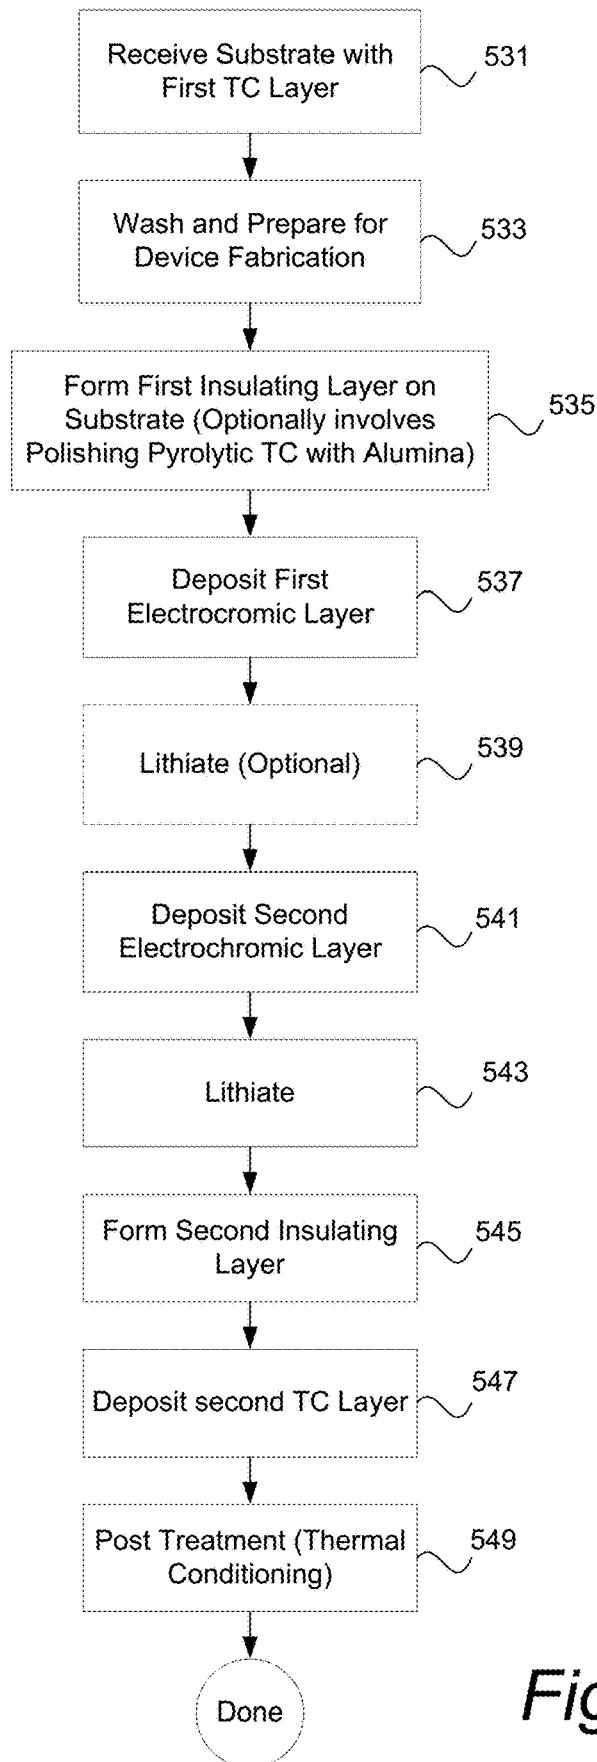 Receive Substrate with
First TC Layer
531
Wash and Prepare for
Device Fabrication
533
Form First Insulating Layer on
Substrate (Optionally involves
Polishing Pyrolytic TC with Alumina)
535
Deposit First
Electrocromic Layer
537
Lithiate (Optional)
539
Deposit Second
Electrochromic Layer
541
Lithiate
543
Form Second Insulating
Layer
545
Deposit second TC Layer
547
Post Treatment (Thermal
Conditioning)
549
Done
Fig